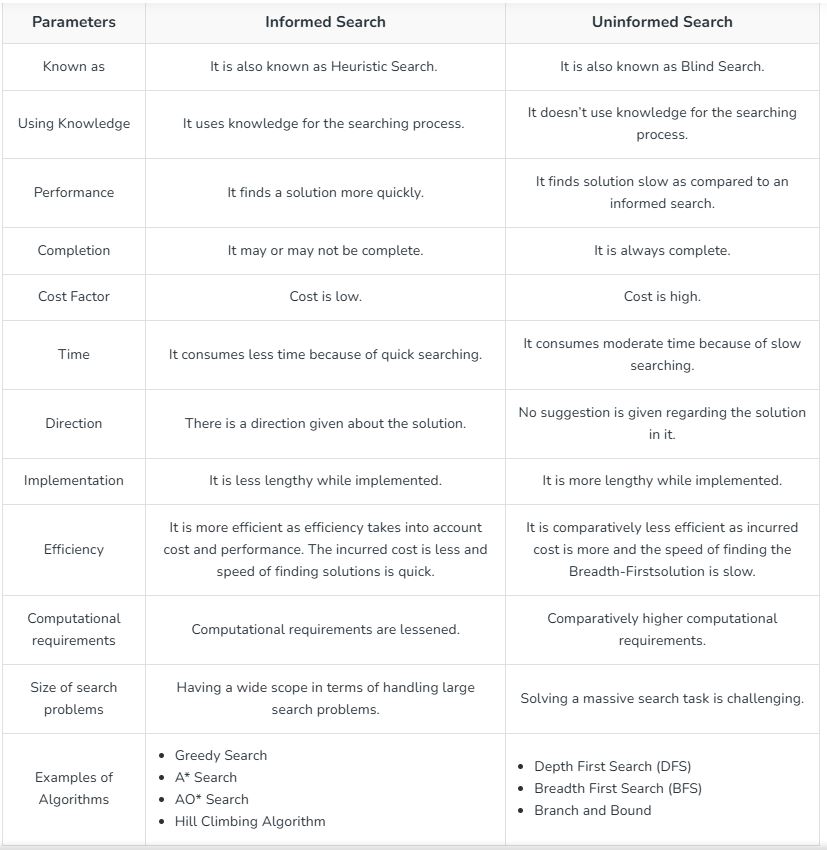 Parameters Informed Search Uninformed Search
Known as It is also known as Heuristic Search. It is also known as Blind Search.
Using Knowledge It uses knowledge for the searching process. It doesn’t use knowledge for the searching
process.
Performance It finds a solution more quickly. It finds solution slow as compared to an
informed search.
Completion It may or may not be complete. It is always complete.
Cost Factor Cost is low. Cost is high.
Time It consumes less time because of quick searching. It consumes moderate time because of slow
searching.
Direction There is a direction given about the solution. No suggestion is given regarding the solution
in it.
Implementation It is less lengthy while implemented. It is more lengthy while implemented.
Efficiency
It is more efficient as efficiency takes into account
cost and performance. The incurred cost is less and
speed of finding solutions is quick.
It is comparatively less efficient as incurred
cost is more and the speed of finding the
Breadth-Firstsolution is slow.
Computational
requirements
Computational requirements are lessened.
Comparatively higher computational
requirements.
Size of search
problems
Having a wide scope in terms of handling large
search problems.
Solving a massive search task is challenging.
Examples of
Algorithms
• Greedy Search
• A* Search
• AO* Search
• Hill Climbing Algorithm
• Depth First Search (DFS)
• Breadth First Search (BFS)
• Branch and Bound